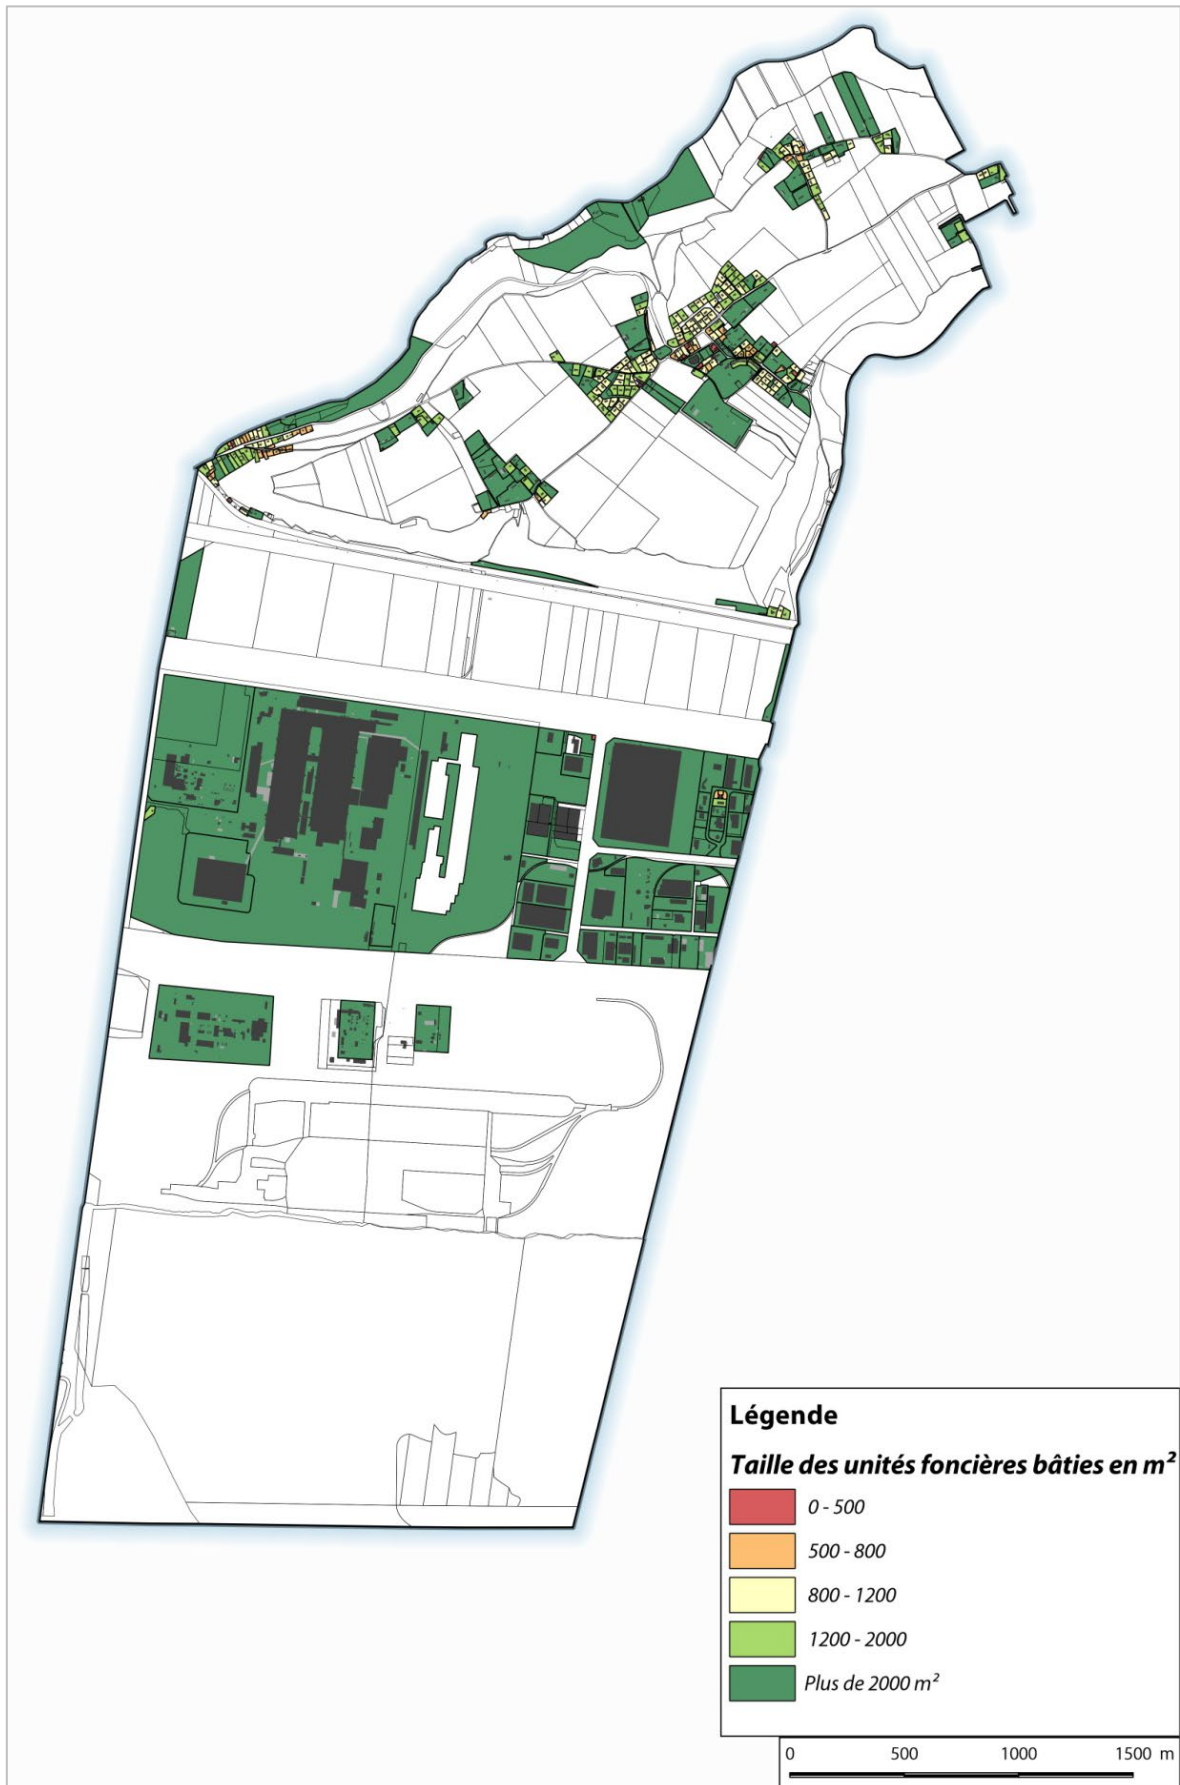 Légende
Taille des unités foncières bâties en m²
0 - 500
500 - 800
800 - 1200
1200 - 2000
Plus de 2000 m²
0 500 1000 1500 m